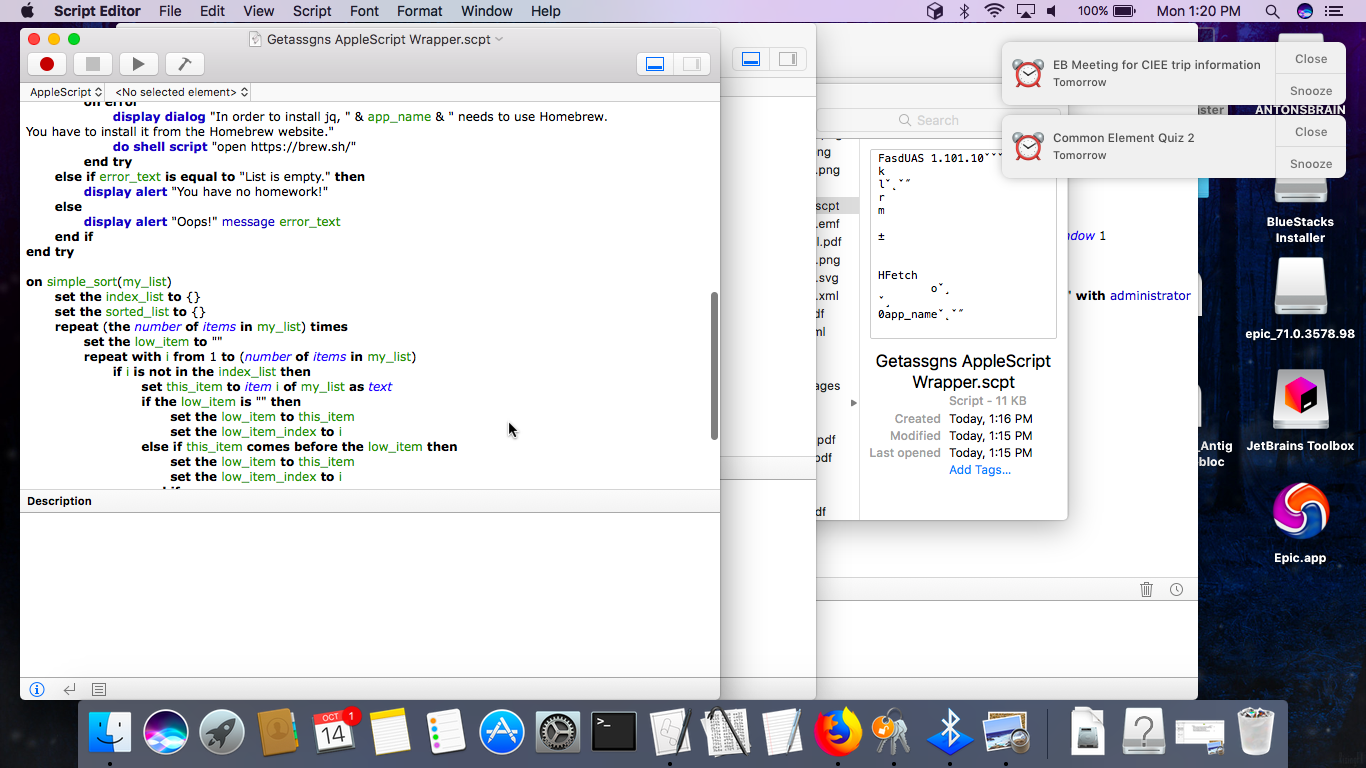 Script Editor File Edit View Script Font Format Window Help
100% Mon 1:20 PM
Getassgns AppleScript Wrapper.scpt
AppleScript <No selected element>
on error
display dialog "In order to install jq, " & app_name & " needs to use Homebrew.
You have to install it from the Homebrew website."
do shell script "open https://brew.sh/"
end try
else if error_text is equal to "List is empty." then
display alert "You have no homework!"
else
display alert "Oops!" message error_text
end if
end try
on simple_sort(my_list)
set the index_list to {}
set the sorted_list to {}
repeat (the number of items in my_list) times
set the low_item to ""
repeat with i from 1 to (number of items in my_list)
if i is not in the index_list then
set this_item to item i of my_list as text
if the low_item is "" then
set the low_item to this_item
set the low_item_index to i
else if this_item comes before the low_item then
set the low_item to this_item
set the low_item_index to i
Description
Search
ng
.png
scpt
.emf
l.pdf
.png
.svg
.xml
df
ml
ages
pdf
odf
df
FasdUAS 1.101.10ˇˇˇ
k
lˇ˛ˇ˝
r
m
±
HFetch
oˇ¸
ˇ¸
0app_nameˇ˛ˇ˝
Getassgns AppleScript
Wrapper.scpt
Script - 11 KB
Created Today, 1:16 PM
Modified Today, 1:15 PM
Last opened Today, 1:15 PM
Add Tags...
ndow 1
" with administrator
EB Meeting for CIEE trip information
Tomorrow
Close
Snooze
Common Element Quiz 2
Tomorrow
Close
Snooze
ster
ANTONSBRAIN
BlueStacks
Installer
epic_71.0.3578.98
_Antig
bloc
JetBrains Toolbox
Epic.app
OCT
14
1